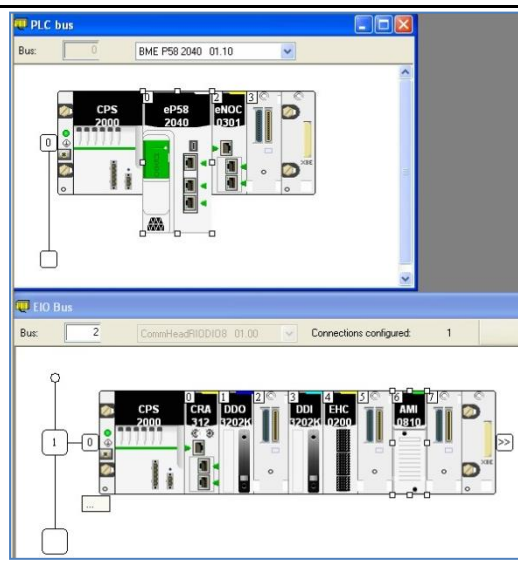 PLC bus
Bus: 0 BME P58 2040 01.10
0 2 3
CPS eP58 eNOC
2000 2040 0301
0
EIO Bus
Bus: 2 CommHeadRIODIO8 01.00 Connections configured: 1
0 1 2 3 4 5 6 7
CPS CRA DDO DDI EHC AMI
2000 312 3202K 3202K 0200 0810
1 0 >>
...